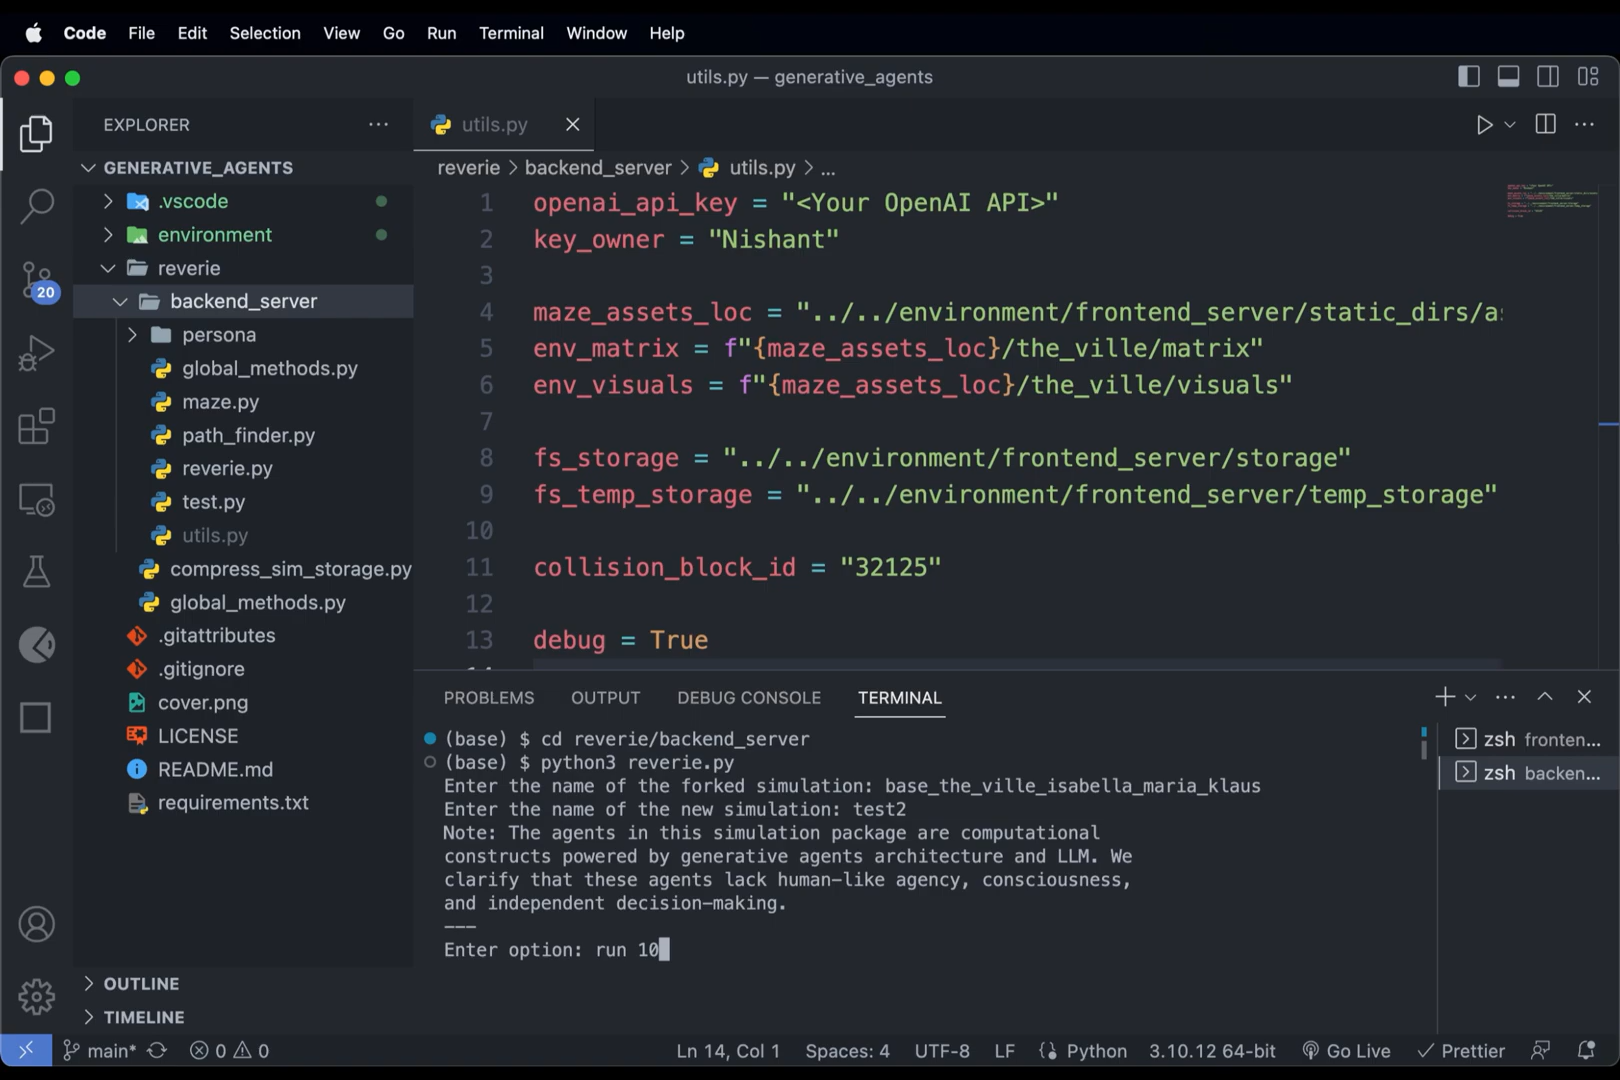 Code File Edit Selection View Go Run Terminal Window Help
utils.py — generative_agents
EXPLORER
utils.py
GENERATIVE_AGENTS
reverie > backend_server > utils.py > ...
.vscode
environment
reverie
backend_server
persona
global_methods.py
maze.py
path_finder.py
reverie.py
test.py
utils.py
compress_sim_storage.py
global_methods.py
.gitattributes
.gitignore
cover.png
LICENSE
README.md
requirements.txt
OUTLINE
TIMELINE
20
1 openai_api_key = "<Your OpenAI API>"
2 key_owner = "Nishant"
3
4 maze_assets_loc = "../../environment/frontend_server/static_dirs/as
5 env_matrix = f"{maze_assets_loc}/the_ville/matrix"
6 env_visuals = f"{maze_assets_loc}/the_ville/visuals"
7
8 fs_storage = "../../environment/frontend_server/storage"
9 fs_temp_storage = "../../environment/frontend_server/temp_storage"
10
11 collision_block_id = "32125"
12
13 debug = True
PROBLEMS OUTPUT DEBUG CONSOLE TERMINAL
(base) $ cd reverie/backend_server
(base) $ python3 reverie.py
Enter the name of the forked simulation: base_the_ville_isabella_maria_klaus
Enter the name of the new simulation: test2
Note: The agents in this simulation package are computational
constructs powered by generative agents architecture and LLM. We
clarify that these agents lack human-like agency, consciousness,
and independent decision-making.
---
Enter option: run 10
zsh fronten...
zsh backen...
main* 0 0 Ln 14, Col 1 Spaces: 4 UTF-8 LF Python 3.10.12 64-bit Go Live Prettier